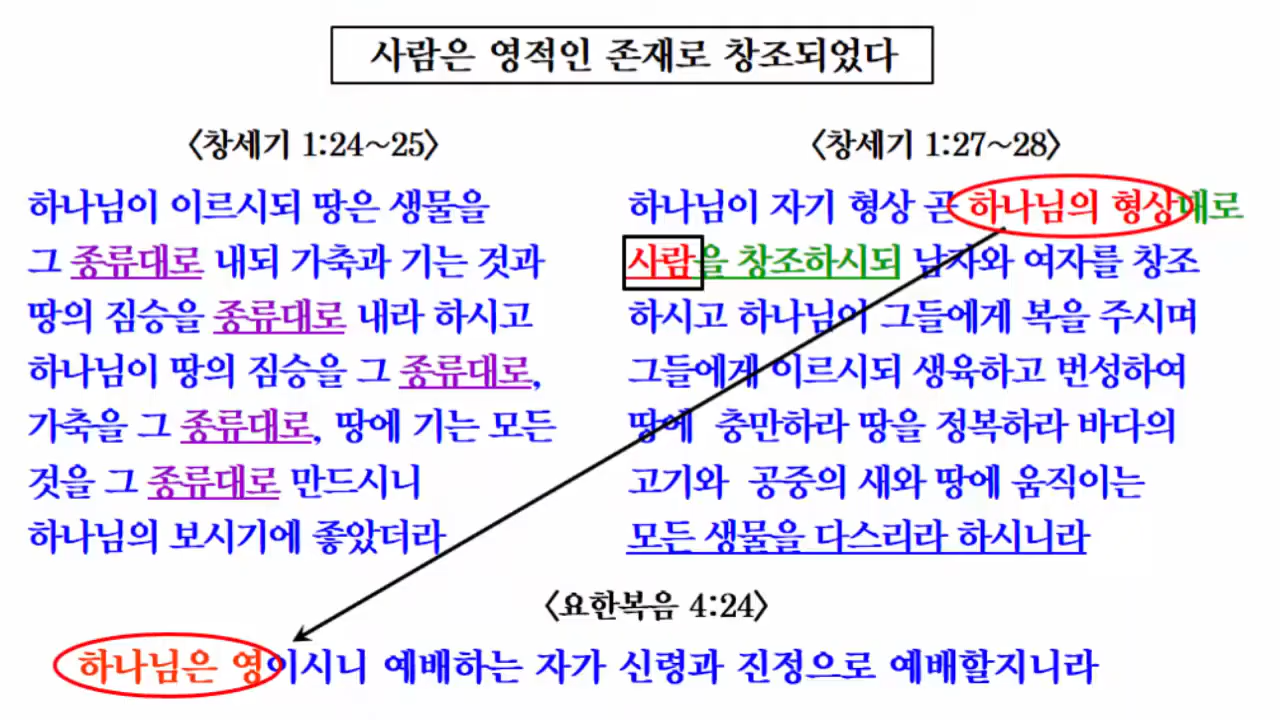 사람은 영적인 존재로 창조되었다
<창세기 1:24~25>
하나님이 이르시되 땅은 생물을
그 종류대로 내되 가축과 기는 것과
땅의 짐승을 종류대로 내라 하시고
하나님이 땅의 짐승을 그 종류대로,
가축을 그 종류대로, 땅에 기는 모든
것을 그 종류대로 만드시니
하나님의 보시기에 좋았더라
<창세기 1:27~28>
하나님이 자기 형상 곧 하나님의 형상대로
사람을 창조하시되 남자와 여자를 창조
하시고 하나님이 그들에게 복을 주시며
그들에게 이르시되 생육하고 번성하여
땅에 충만하라 땅을 정복하라 바다의
고기와 공중의 새와 땅에 움직이는
모든 생물을 다스리라 하시니라
<요한복음 4:24>
하나님은 영이시니 예배하는 자가 신령과 진정으로 예배할지니라